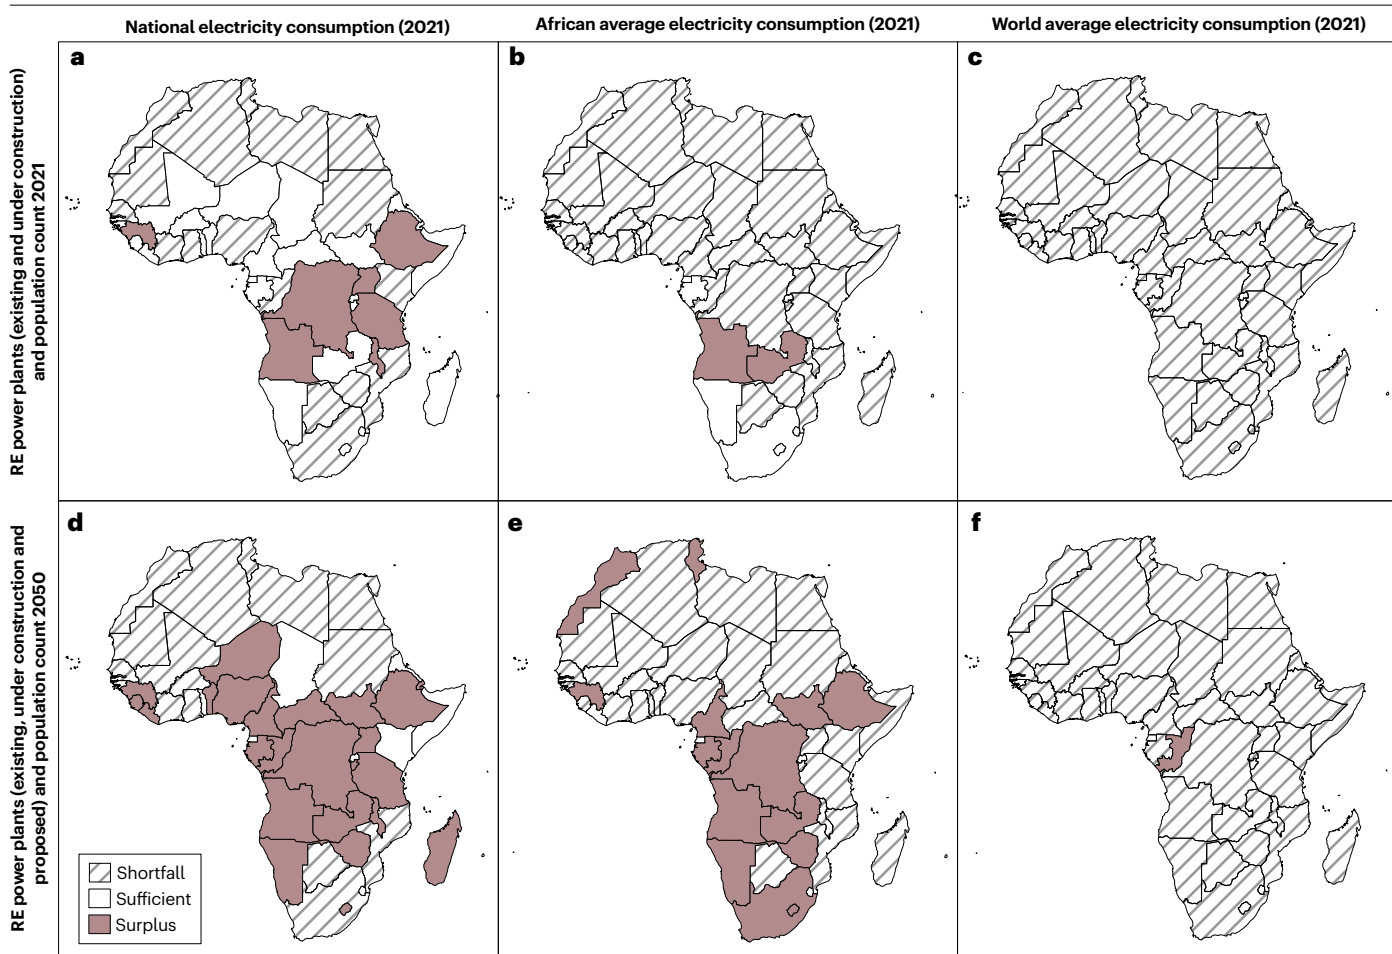 National electricity consumption (2021)
African average electricity consumption (2021)
World average electricity consumption (2021)
RE power plants (existing and under construction)
and population count 2021
a
b
c
RE power plants (existing, under construction and
proposed) and population count 2050
d
e
f
Shortfall
Sufficient
Surplus